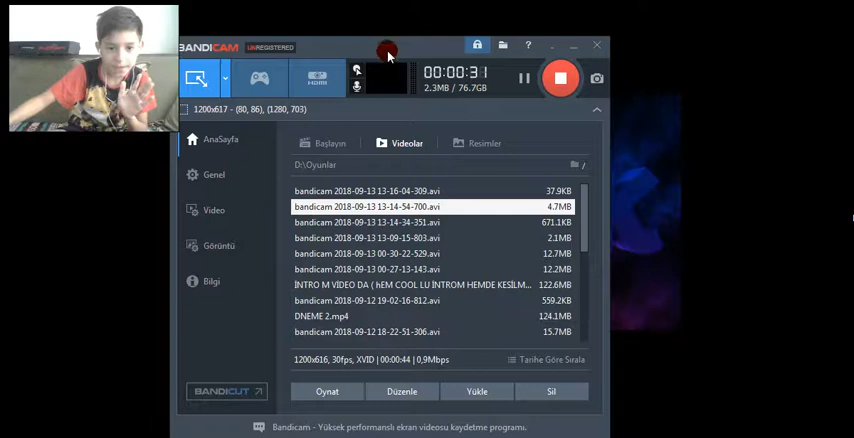 BANDICAM UNREGISTERED
HDMI
00:00:31
2.3MB / 76.7GB
1200x617 - (80, 86), (1280, 703)
AnaSayfa
Genel
Video
Görüntü
Bilgi
BANDICUT
Başlayın Videolar Resimler
D:\Oyunlar /
bandicam 2018-09-13 13-16-04-309.avi 37.9KB
bandicam 2018-09-13 13-14-54-700.avi 4.7MB
bandicam 2018-09-13 13-14-34-351.avi 671.1KB
bandicam 2018-09-13 13-09-15-803.avi 2.1MB
bandicam 2018-09-13 00-30-22-529.avi 12.7MB
bandicam 2018-09-13 00-27-13-143.avi 12.2MB
İNTRO M VİDEO DA ( hEM COOL LU İNTROM HEMDE KESİLM... 122.6MB
bandicam 2018-09-12 19-02-16-812.avi 559.2KB
DNEME 2.mp4 124.1MB
bandicam 2018-09-12 18-22-51-306.avi 15.7MB
1200x616, 30fps, XVID | 00:00:44 | 0,9Mbps Tarihe Göre Sırala
Oynat Düzenle Yükle Sil
Bandicam - Yüksek performanslı ekran videosu kaydetme programı.